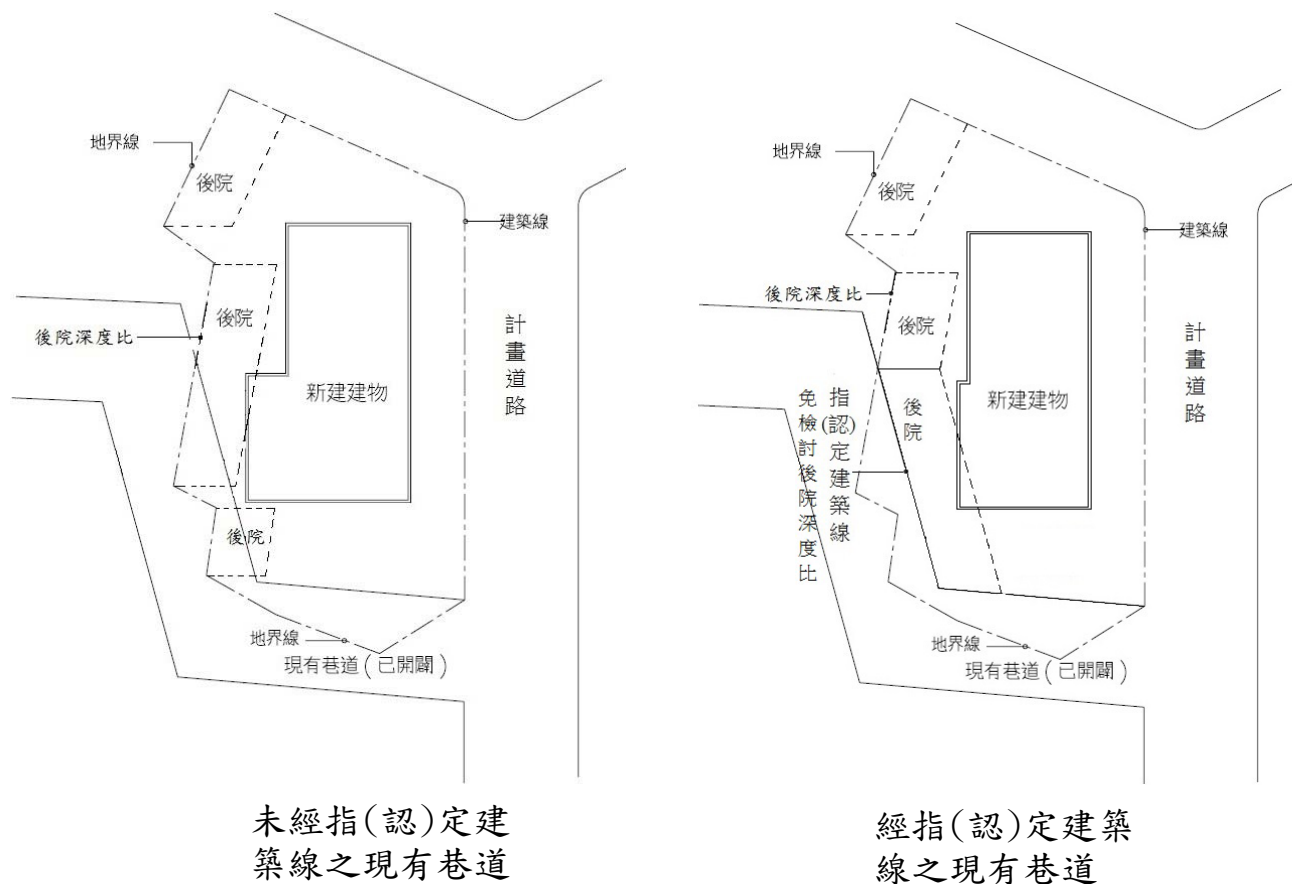 地界線
後院
建築線
後院
後院深度比
計畫道路
新建建物
後院
地界線
現有巷道(已開闢)
未經指(認)定建
築線之現有巷道
地界線
後院
建築線
後院深度比
後院
計畫道路
新建建物
後院
指(認)定建築線
免檢討後院深度比
地界線
現有巷道(已開闢)
經指(認)定建築
線之現有巷道